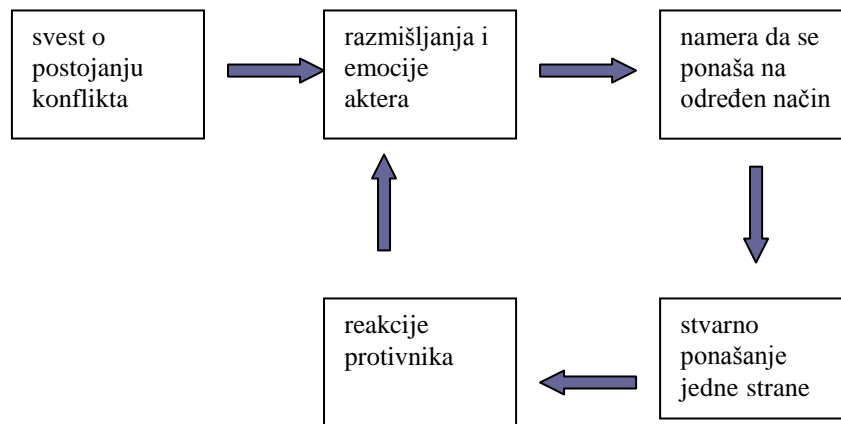 svest o
postojanju
konflikta
razmišljanja i
emocije
aktera
namera da se
ponaša na
određen način
reakcije
protivnika
stvarno
ponašanje
jedne strane